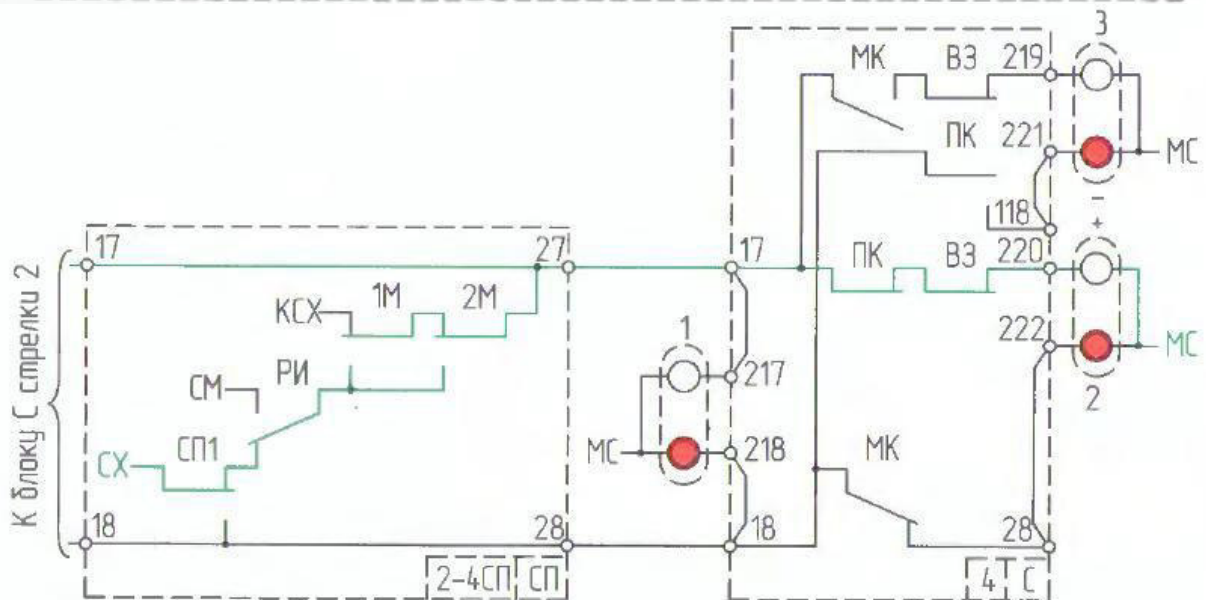 3
МК ВЗ 219
ПК 221
МС
118
-
+
17 27 17 ПК ВЗ 220
КСХ 1М 2М
1
222
СМ РИ
217
МС
2
СХ СП1
МС 218
МК
18 28 18 28
2-4СП СП
4 С
К блоку С стрелки 2